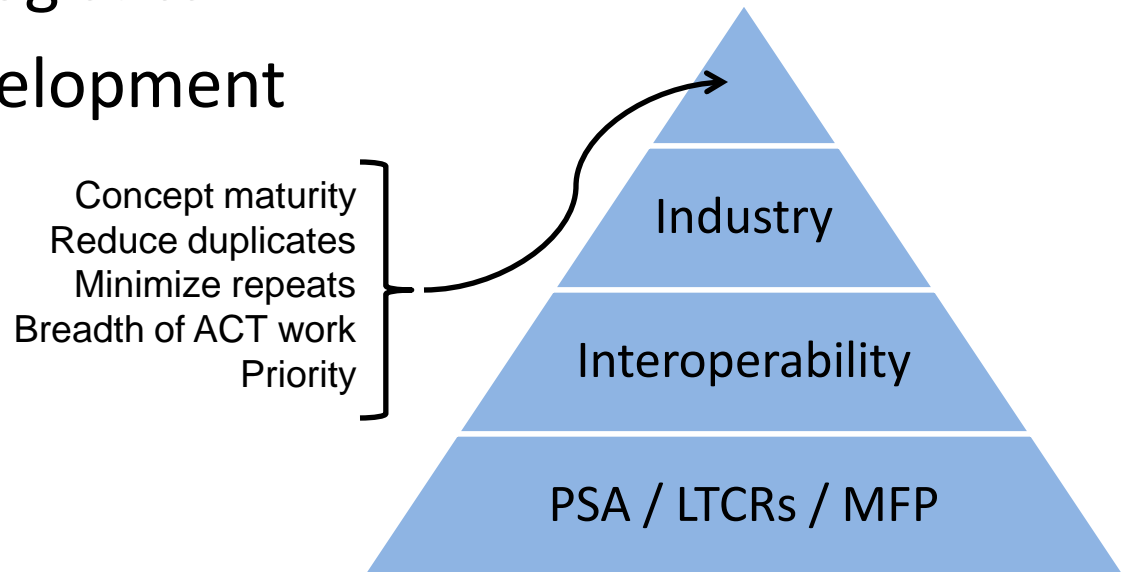 elopment
Concept maturity
Reduce duplicates
Minimize repeats
Breadth of ACT work
Priority
Industry
Interoperability
PSA / LTCRs / MFP